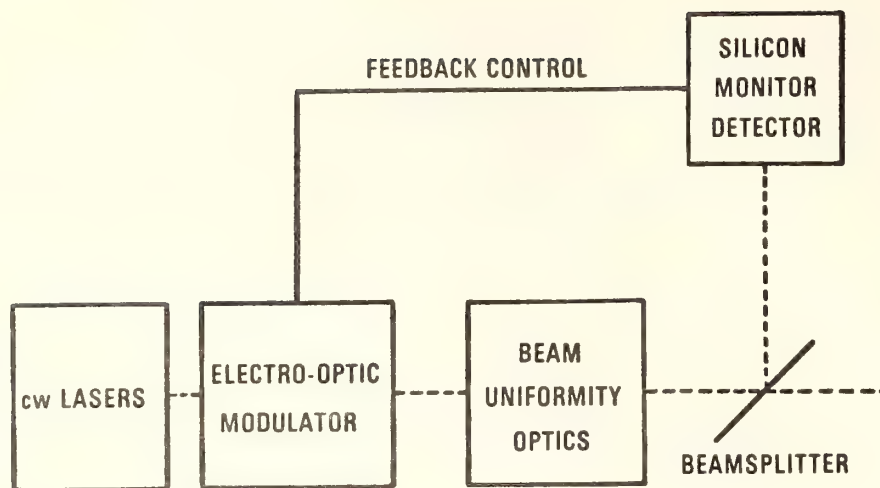 FEEDBACK CONTROL
SILICON
MONITOR
DETECTOR
cw LASERS
ELECTRO-OPTIC
MODULATOR
BEAM
UNIFORMITY
OPTICS
BEAMSPLITTER